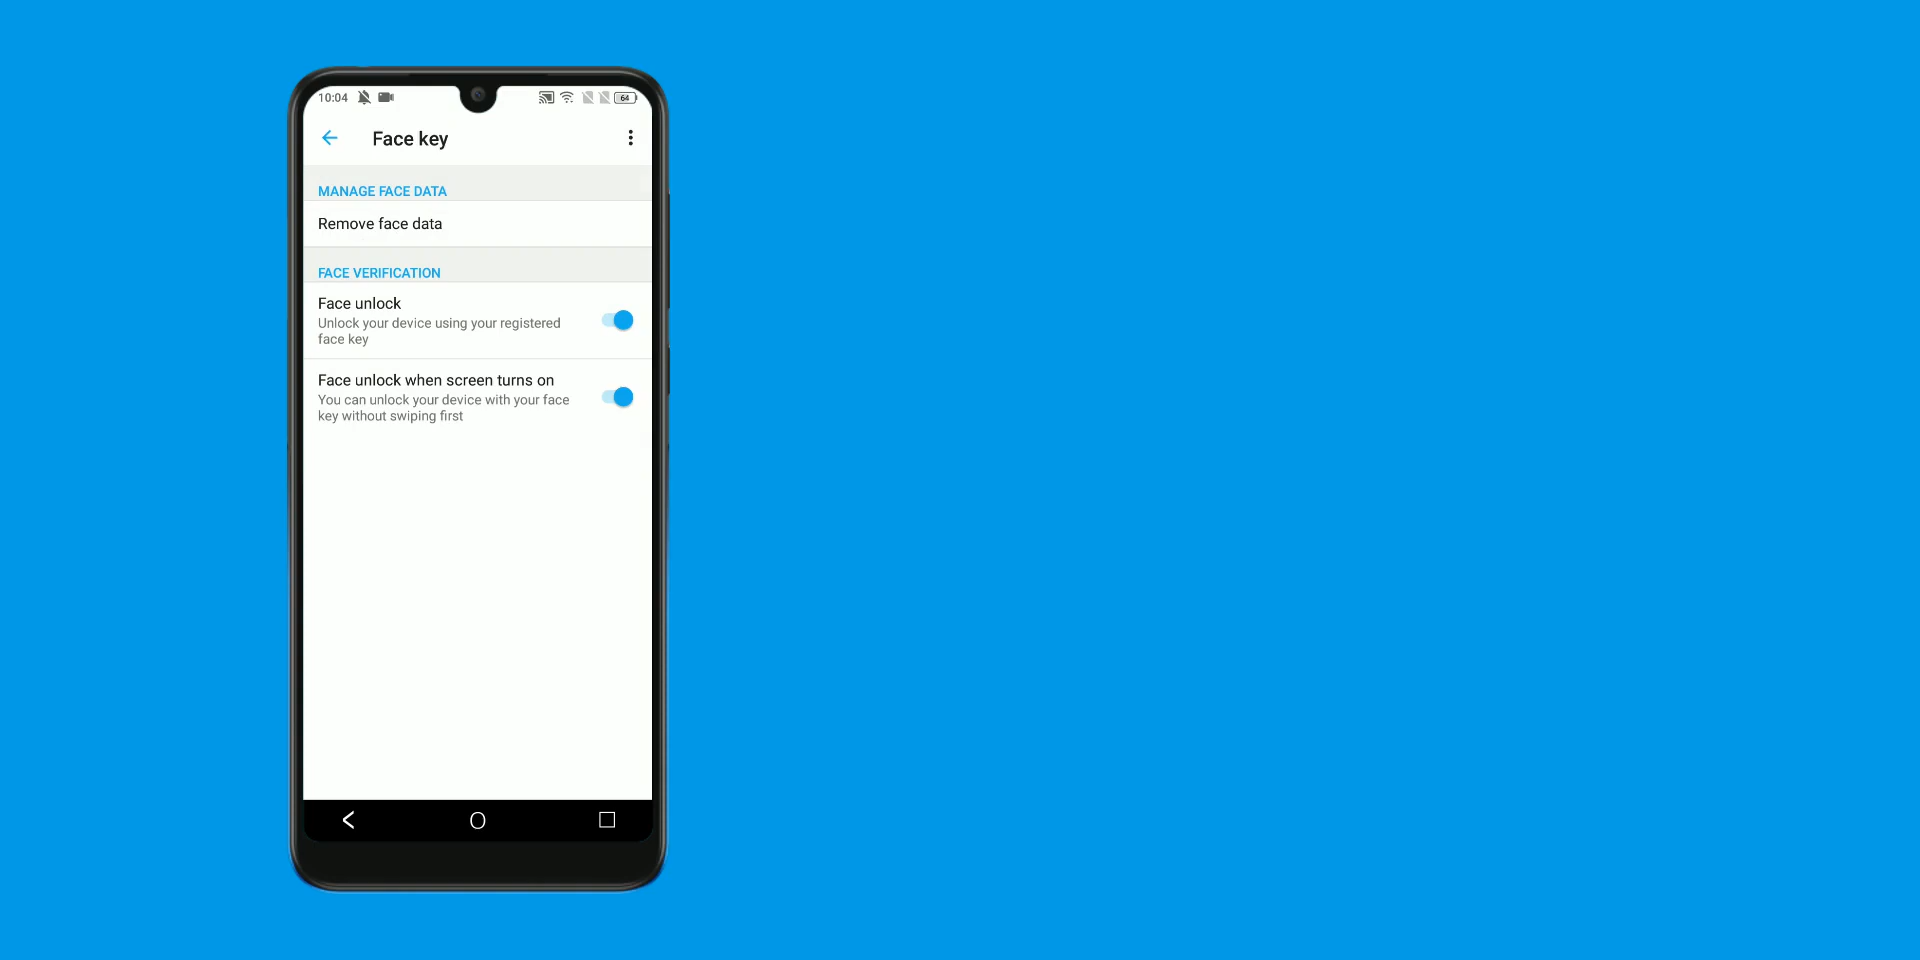 10:04
64
Face key
MANAGE FACE DATA
Remove face data
FACE VERIFICATION
Face unlock
Unlock your device using your registered
face key
Face unlock when screen turns on
You can unlock your device with your face
key without swiping first